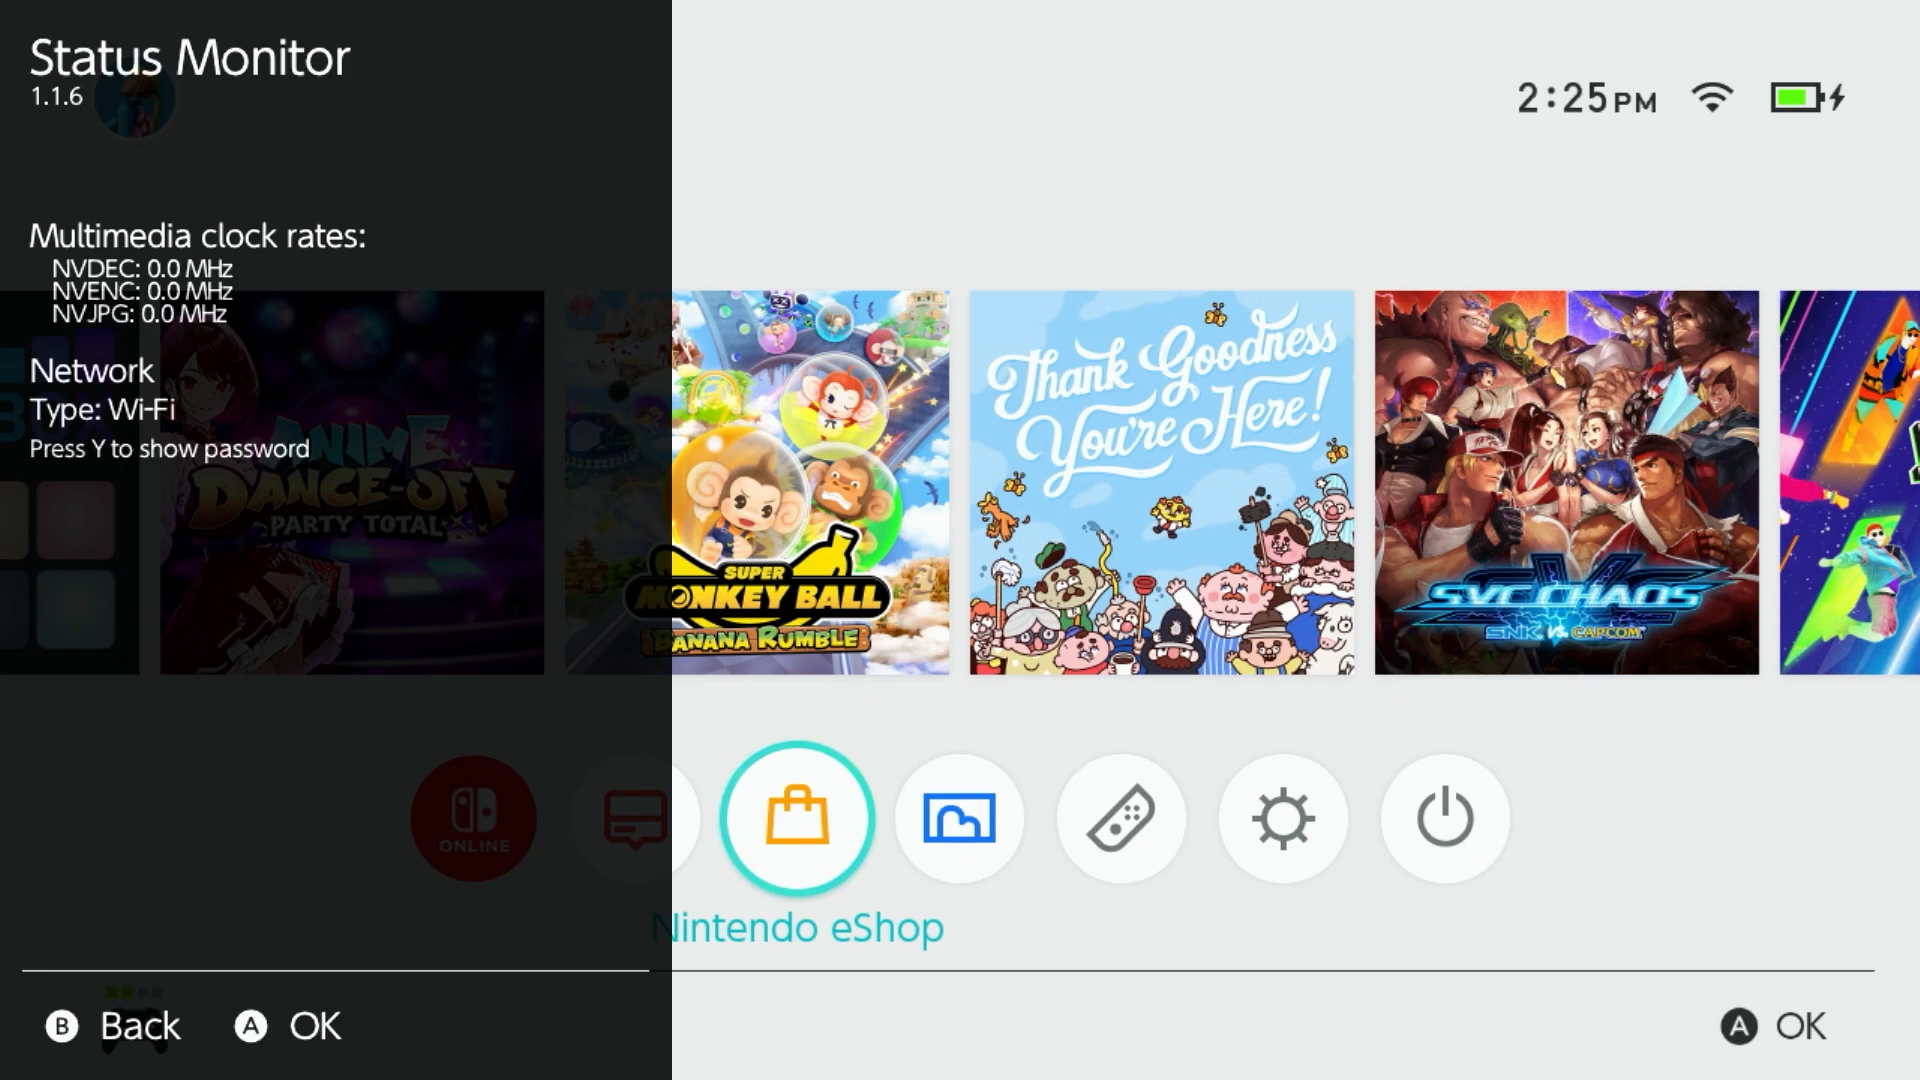 Status Monitor
1.1.6
2:25 PM
Multimedia clock rates:
NVDEC: 0.0 MHz
NVENC: 0.0 MHz
NVJPG: 0.0 MHz
Network
Type: Wi-Fi
Press Y to show password
ANIME
DANCE-OFF
PARTY TOTAL
SUPER
MONKEY BALL
BANANA RUMBLE
Thank Goodness
You're Here!
SVC CHAOS
SNK VS. CAPCOM
ONLINE
Nintendo eShop
B Back A OK
A OK